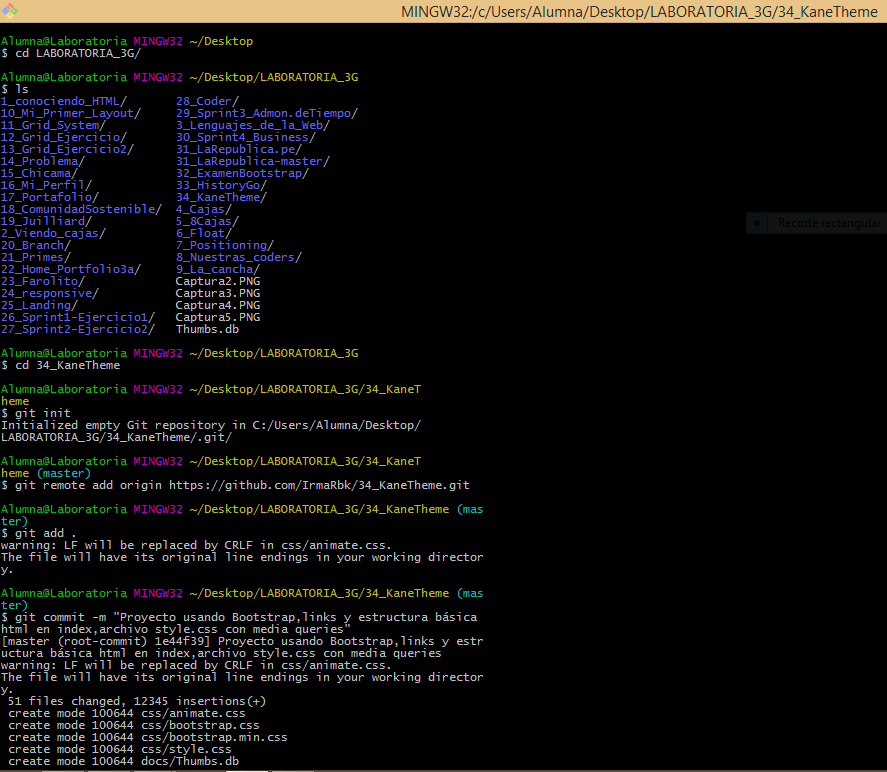 MINGW32:/c/Users/Alumna/Desktop/LABORATORIA_3G/34_KaneTheme
Alumna@Laboratoria MINGW32 ~/Desktop
$ cd LABORATORIA_3G/
Alumna@Laboratoria MINGW32 ~/Desktop/LABORATORIA_3G
$ ls
1_conociendo_HTML/ 28_Coder/
10_Mi_Primer_Layout/ 29_Sprint3_Admon.deTiempo/
11_Grid_System/ 3_Lenguajes_de_la_Web/
12_Grid_Ejercicio/ 30_Sprint4_Business/
13_Grid_Ejercicio2/ 31_LaRepublica.pe/
14_Problema/ 31_LaRepublica-master/
15_Chicama/ 32_ExamenBootstrap/
16_Mi_Perfil/ 33_HistoryGo/
17_Portafolio/ 34_KaneTheme/
18_ComunidadSostenible/ 4_Cajas/
19_Juilliard/ 5_8Cajas/
2_Viendo_cajas/ 6_Float/
20_Branch/ 7_Positioning/
21_Primes/ 8_Nuestras_coders/
22_Home_Portfolio3a/ 9_La_cancha/
23_Farolito/ Captura2.PNG
24_responsive/ Captura3.PNG
25_Landing/ Captura4.PNG
26_Sprint1-Ejercicio1/ Captura5.PNG
27_Sprint2-Ejercicio2/ Thumbs.db
Recorte rectangular
Alumna@Laboratoria MINGW32 ~/Desktop/LABORATORIA_3G
$ cd 34_KaneTheme
Alumna@Laboratoria MINGW32 ~/Desktop/LABORATORIA_3G/34_KaneT
heme
$ git init
Initialized empty Git repository in C:/Users/Alumna/Desktop/
LABORATORIA_3G/34_KaneTheme/.git/
Alumna@Laboratoria MINGW32 ~/Desktop/LABORATORIA_3G/34_KaneT
heme (master)
$ git remote add origin https://github.com/IrmaRbk/34_KaneTheme.git
Alumna@Laboratoria MINGW32 ~/Desktop/LABORATORIA_3G/34_KaneTheme (mas
ter)
$ git add .
warning: LF will be replaced by CRLF in css/animate.css.
The file will have its original line endings in your working director
y.
Alumna@Laboratoria MINGW32 ~/Desktop/LABORATORIA_3G/34_KaneTheme (mas
ter)
$ git commit -m "Proyecto usando Bootstrap,links y estructura básica
html en index,archivo style.css con media queries"
[master (root-commit) 1e44f39] Proyecto usando Bootstrap,links y estr
uctura básica html en index,archivo style.css con media queries
warning: LF will be replaced by CRLF in css/animate.css.
The file will have its original line endings in your working director
y.
51 files changed, 12345 insertions(+)
create mode 100644 css/animate.css
create mode 100644 css/bootstrap.css
create mode 100644 css/bootstrap.min.css
create mode 100644 css/style.css
create mode 100644 docs/Thumbs.db